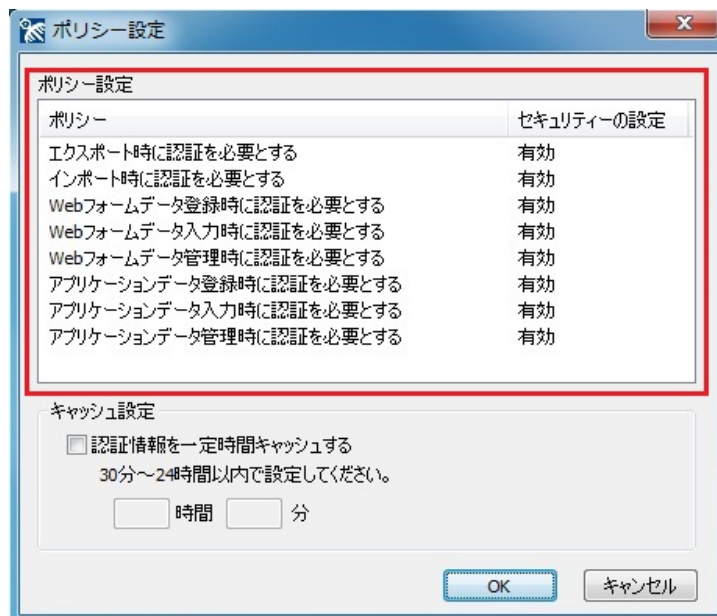 ポリシー設定
ポリシー設定
ポリシー セキュリティーの設定
エクスポート時に認証を必要とする 有効
インポート時に認証を必要とする 有効
Webフォームデータ登録時に認証を必要とする 有効
Webフォームデータ入力時に認証を必要とする 有効
Webフォームデータ管理時に認証を必要とする 有効
アプリケーションデータ登録時に認証を必要とする 有効
アプリケーションデータ入力時に認証を必要とする 有効
アプリケーションデータ管理時に認証を必要とする 有効
キャッシュ設定
認証情報を一定時間キャッシュする
30分～24時間以内で設定してください。
時間 分
OK キャンセル